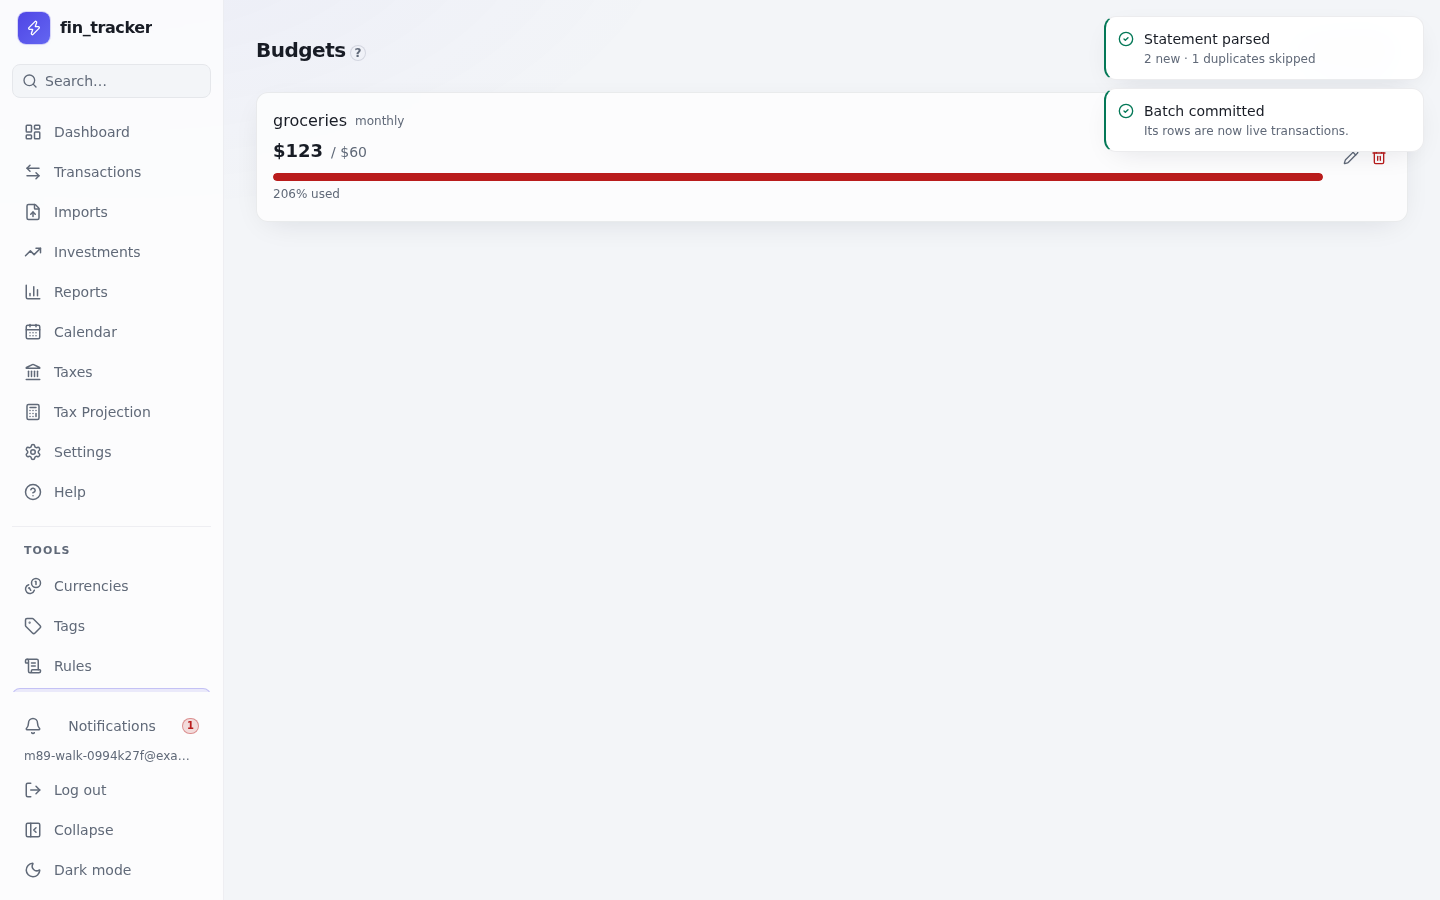 fin_tracker
Search...
Dashboard
Transactions
Imports
Investments
Reports
Calendar
Taxes
Tax Projection
Settings
Help
TOOLS
Currencies
Tags
Rules
Notifications 1
m89-walk-0994k27f@exa...
Log out
Collapse
Dark mode
Budgets ?
groceries monthly
$123 / $60
206% used
Statement parsed
2 new · 1 duplicates skipped
Batch committed
Its rows are now live transactions.